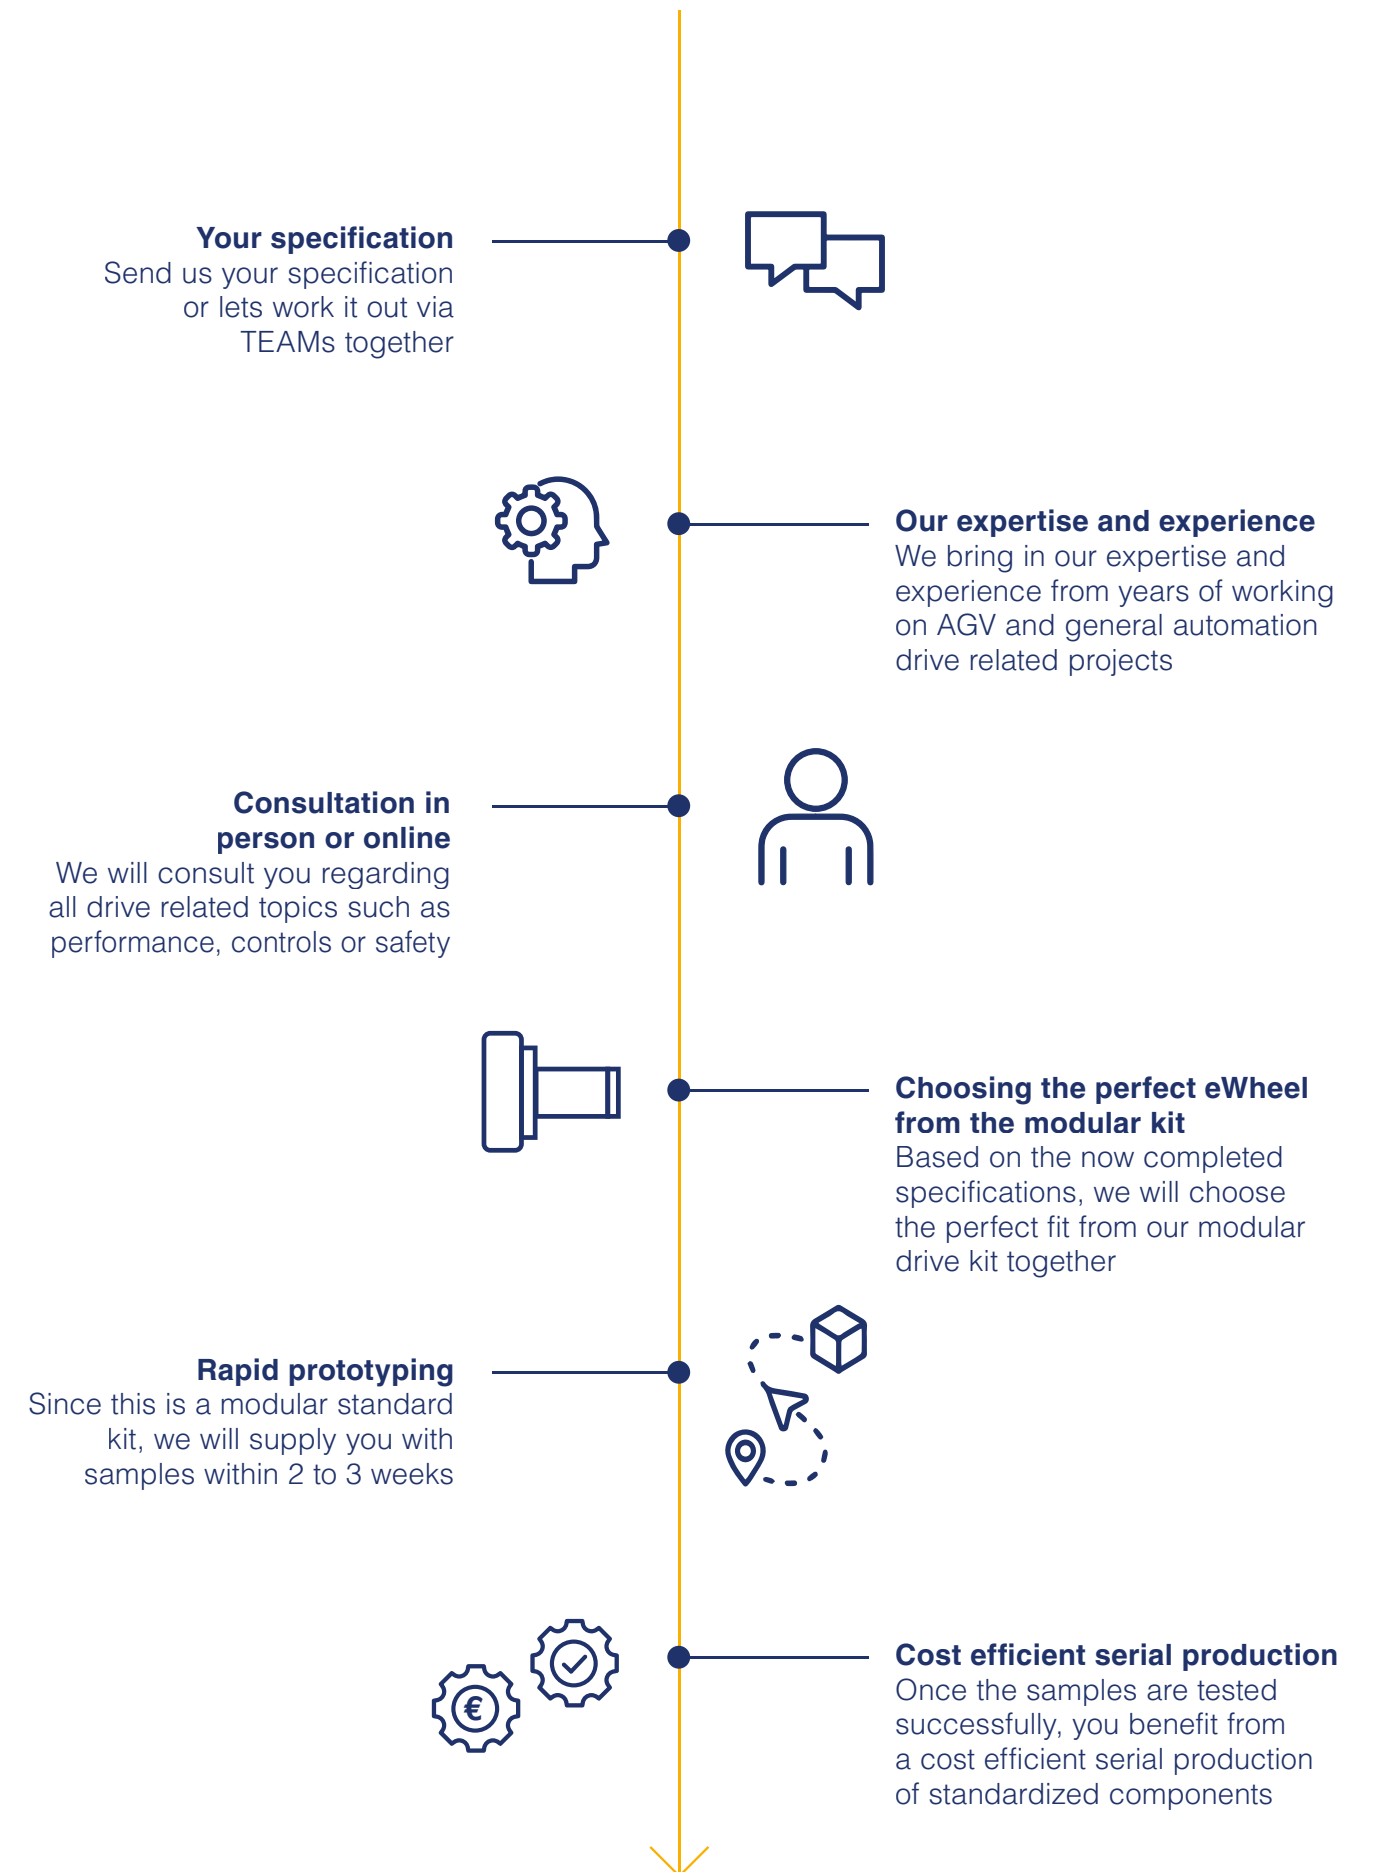 Your specification
Send us your specification
or lets work it out via
TEAMs together
Our expertise and experience
We bring in our expertise and
experience from years of working
on AGV and general automation
drive related projects
Consultation in
person or online
We will consult you regarding
all drive related topics such as
performance, controls or safety
Choosing the perfect eWheel
from the modular kit
Based on the now completed
specifications, we will choose
the perfect fit from our modular
drive kit together
Rapid prototyping
Since this is a modular standard
kit, we will supply you with
samples within 2 to 3 weeks
€
Cost efficient serial production
Once the samples are tested
successfully, you benefit from
a cost efficient serial production
of standardized components